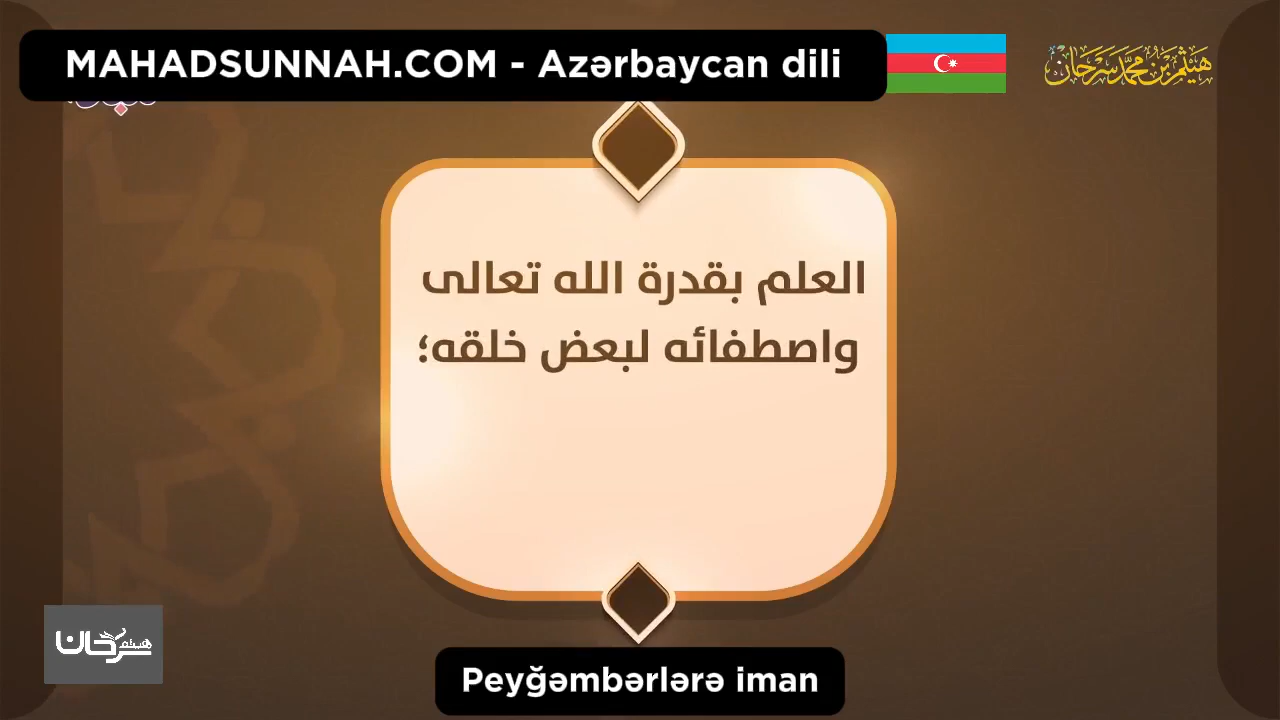 MAHADSUNNAH.COM - Azərbaycan dili
هيثم بن محمد سرحان
العلم بقدرة الله تعالى
واصطفائه لبعض خلقه؛
هيثم سرحان
Peyğəmbərlərə iman